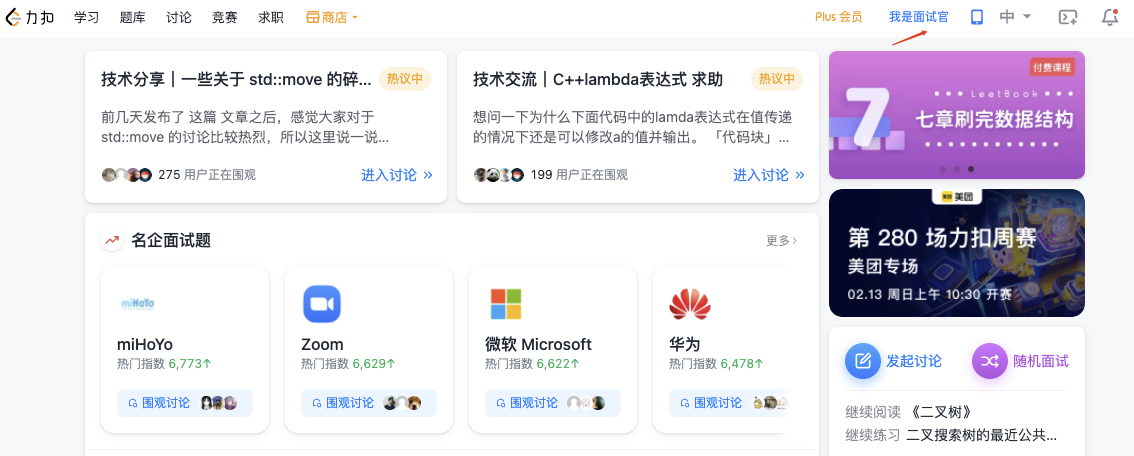 力扣 学习 题库 讨论 竞赛 求职 商店 Plus 会员 我是面试官 中
技术分享｜一些关于 std::move 的碎... 热议中
前几天发布了 这篇 文章之后，感觉大家对于
std::move 的讨论比较热烈，所以这里说一说...
275 用户正在围观 进入讨论 »
技术交流｜C++lambda表达式 求助 热议中
想问一下为什么下面代码中的lamda表达式在值传递
的情况下还是可以修改a的值并输出。 「代码块」...
199 用户正在围观 进入讨论 »
付费课程
LeetBook
7 七章刷完数据结构
美团
第 280 场力扣周赛
美团专场
02.13 周日上午 10:30 开赛
名企面试题 更多 ›
miHoYo
miHoYo
热门指数 6,773↑
围观讨论
Zoom
热门指数 6,629↑
围观讨论
微软 Microsoft
热门指数 6,622↑
围观讨论
华为
热门指数 6,478↑
围观讨论
发起讨论 随机面试
继续阅读 《二叉树》
继续练习 二叉搜索树的最近公共...